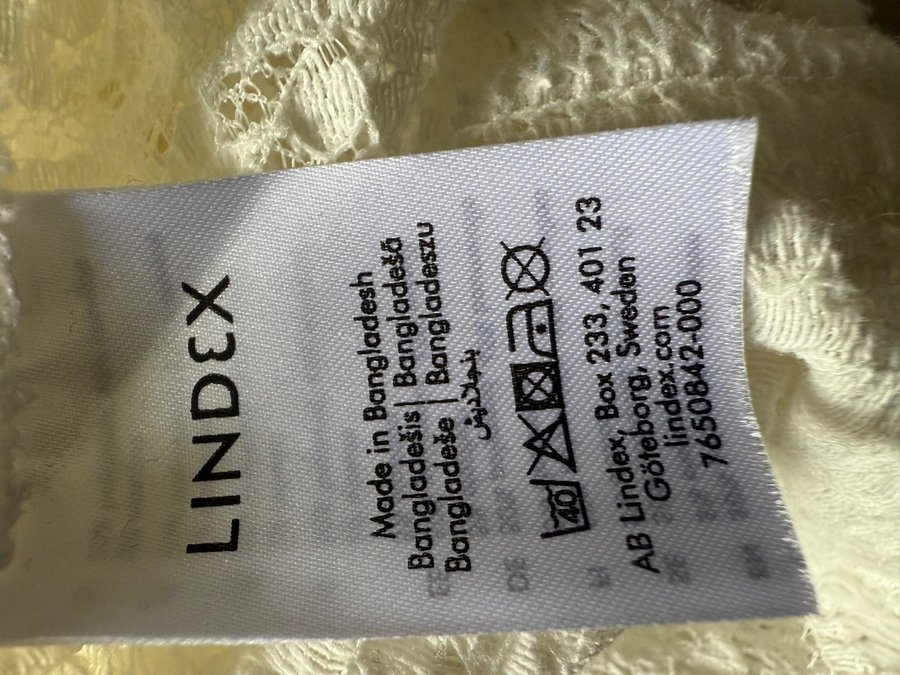 LINDEX
Made in Bangladesh
Bangladešis | Bangladešā
Bangladeše | Bangladeszu
بنجلاديش
40
AB Lindex, Box 233, 401 23
Göteborg, Sweden
lindex.com
7650842-000